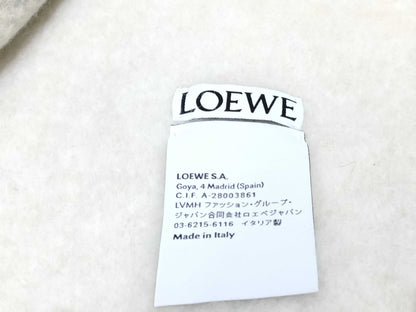 LOEWE
LOEWE S.A.
Goya, 4 Madrid (Spain)
C.I.F. A-28003861
LVMH ファッション・グループ・
ジャパン合同会社ロエベジャパン
03-6215-6116 イタリア製
Made in Italy